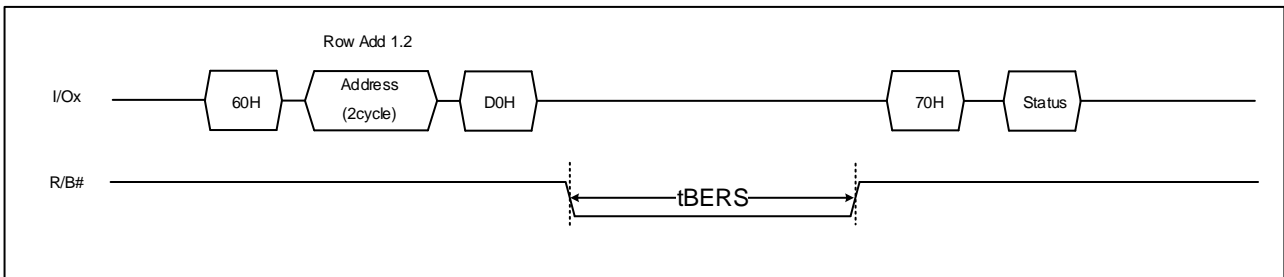 Row Add 1.2
I/Ox
60H
Address
(2cycle)
D0H
70H
Status
R/B#
tBERS